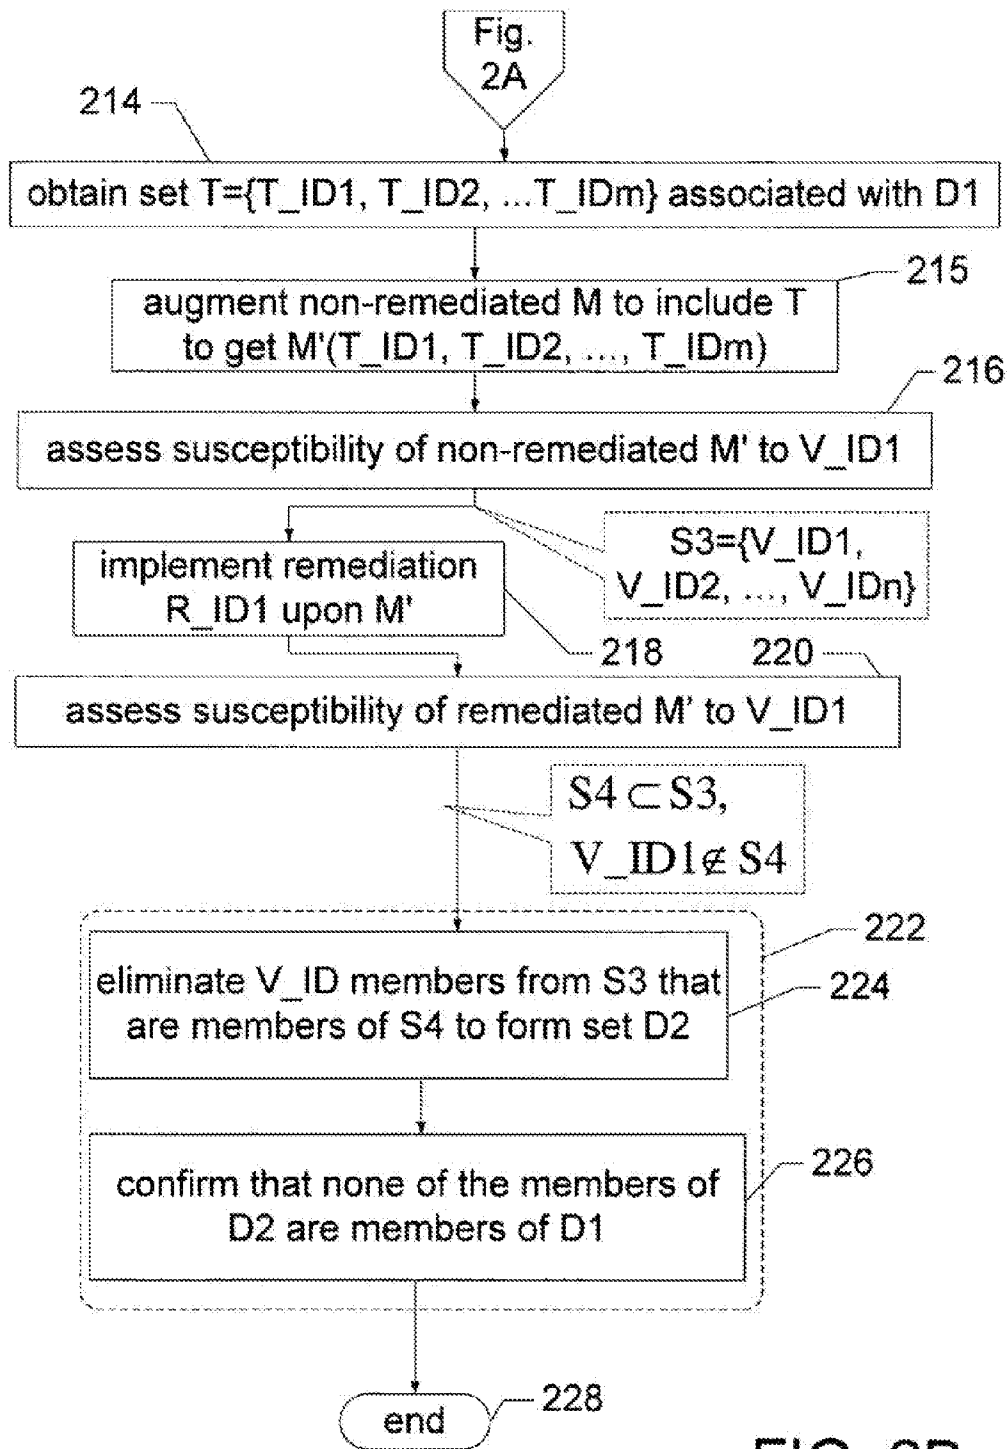 Fig.
2A
214
obtain set T={T_ID1, T_ID2, ...T_IDm} associated with D1
215
augment non-remediated M to include T
to get M'(T_ID1, T_ID2, ..., T_IDm)
216
assess susceptibility of non-remediated M' to V_ID1
S3={V_ID1,
V_ID2, ..., V_IDn}
implement remediation
R_ID1 upon M'
218
220
assess susceptibility of remediated M' to V_ID1
S4 ⊂ S3,
V_ID1∉ S4
222
eliminate V_ID members from S3 that
are members of S4 to form set D2
224
confirm that none of the members of
D2 are members of D1
226
end
228